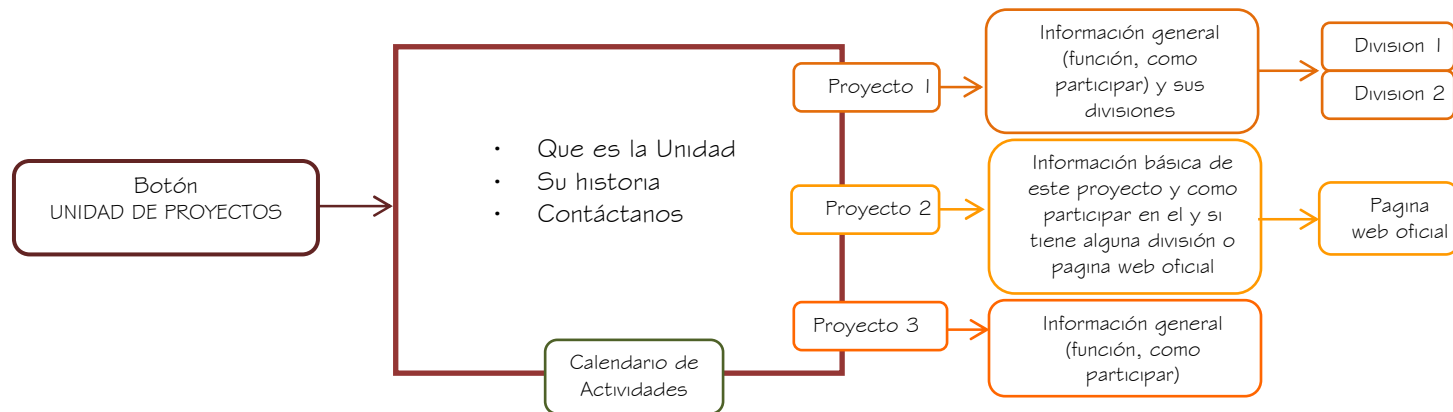 Botón
UNIDAD DE PROYECTOS
• Que es la Unidad
• Su historia
• Contáctanos
Calendario de
Actividades
Proyecto 1
Información general
(función, como
participar) y sus
divisiones
Division 1
Division 2
Proyecto 2
Información básica de
este proyecto y como
participar en el y si
tiene alguna división o
pagina web oficial
Pagina
web oficial
Proyecto 3
Información general
(función, como
participar)